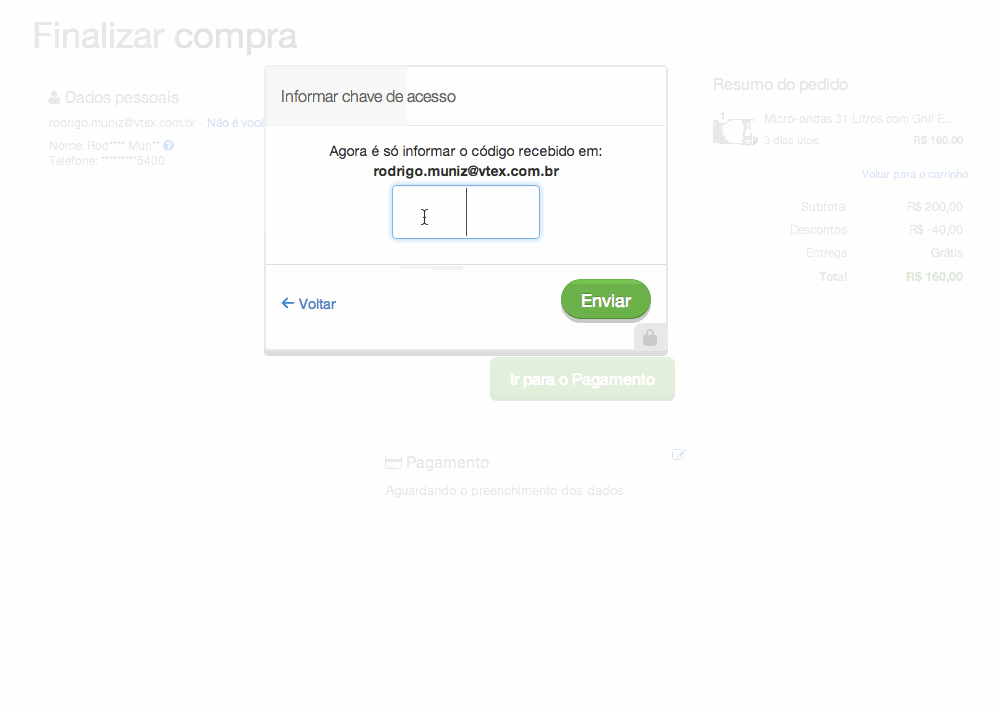 Finalizar compra
Dados pessoais
rodrigo.muniz@vtex.com.br - Não é você
Nome: Rod**** Mun** ?
Telefone: *********5400
Informar chave de acesso
Agora é só informar o código recebido em:
rodrigo.muniz@vtex.com.br
Voltar
Enviar
Ir para o Pagamento
Pagamento
Aguardando o preenchimento dos dados
Resumo do pedido
1
Micro-ondas 31 Litros com Grill E...
3 dias úteis R$ 160,00
Voltar para o carrinho
Subtotal R$ 200,00
Descontos R$ -40,00
Entrega Grátis
Total R$ 160,00